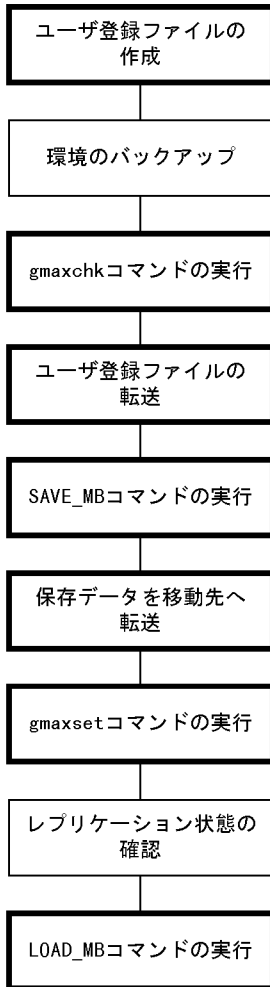 ユーザ登録ファイルの
作成
環境のバックアップ
gmaxchkコマンドの実行
ユーザ登録ファイルの
転送
SAVE_MBコマンドの実行
保存データを移動先へ
転送
gmaxsetコマンドの実行
レプリケーション状態の
確認
LOAD_MBコマンドの実行